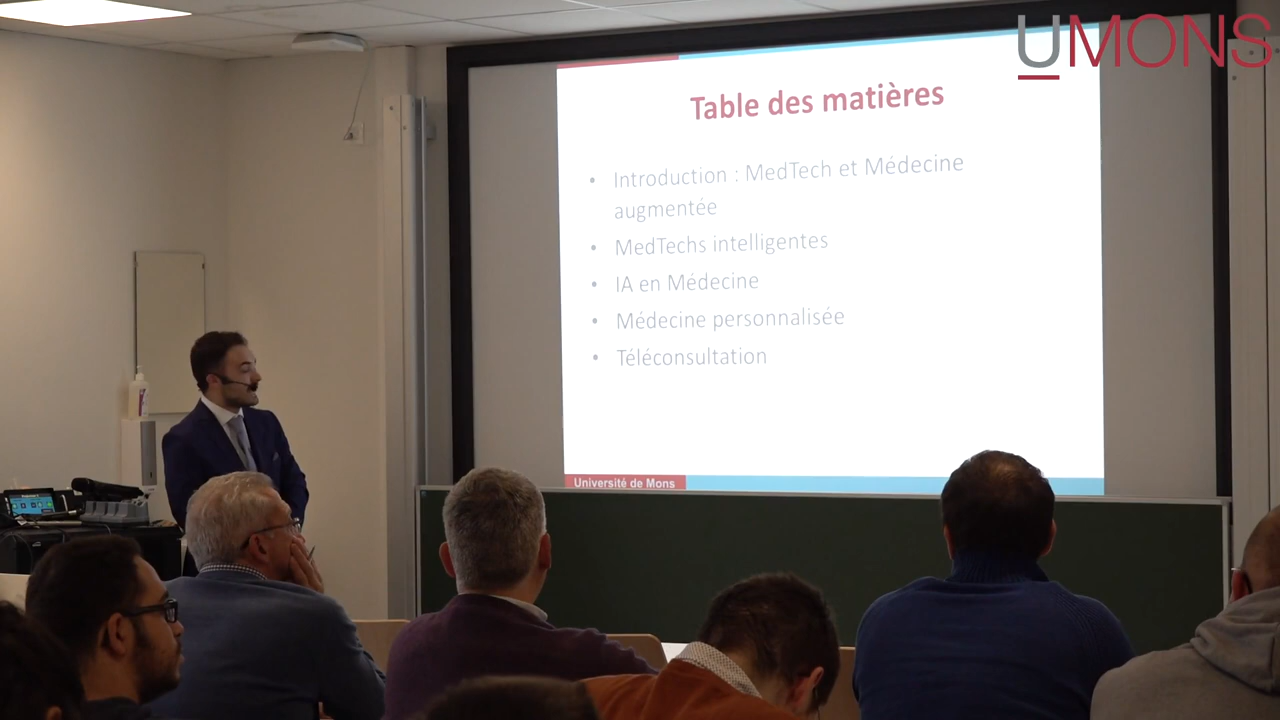 UMONS
Table des matières
• Introduction : MedTech et Médecine
augmentée
• MedTechs intelligentes
• IA en Médecine
• Médecine personnalisée
• Téléconsultation
Université de Mons